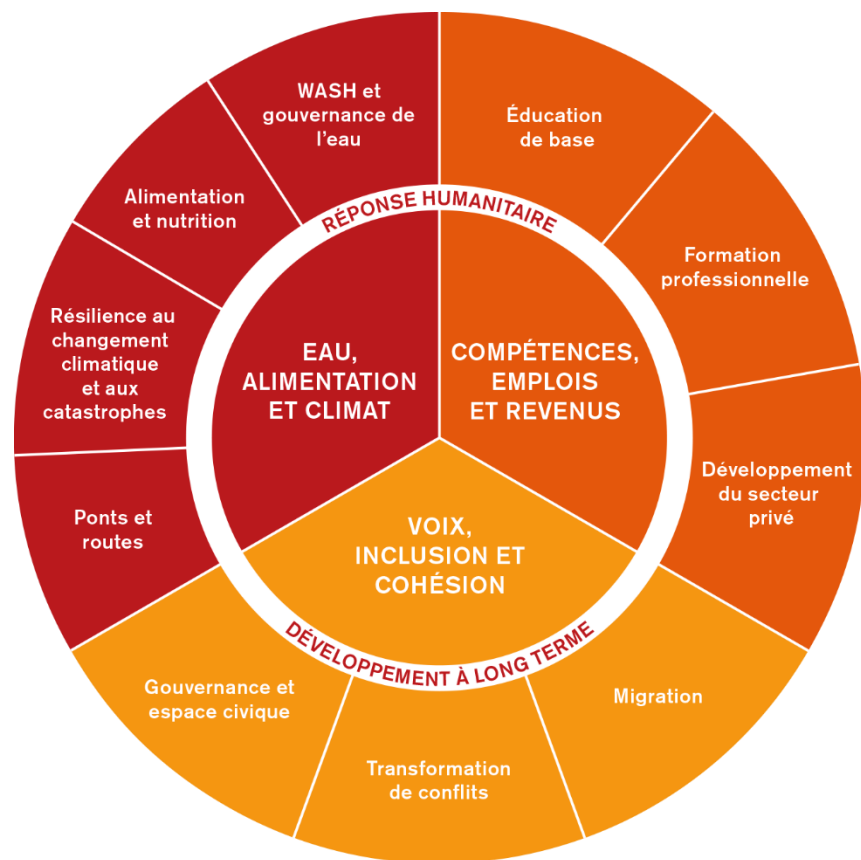 WASH et
gouvernance de
l'eau
Éducation
de base
Alimentation
et nutrition
RÉPONSE HUMANITAIRE
Formation
professionnelle
Résilience au
changement
climatique
et aux
catastrophes
EAU,
ALIMENTATION
ET CLIMAT
COMPÉTENCES,
EMPLOIS
ET REVENUS
Développement
du secteur
privé
Ponts et
routes
VOIX,
INCLUSION ET
COHÉSION
DÉVELOPPEMENT À LONG TERME
Gouvernance et
espace civique
Migration
Transformation
de conflits